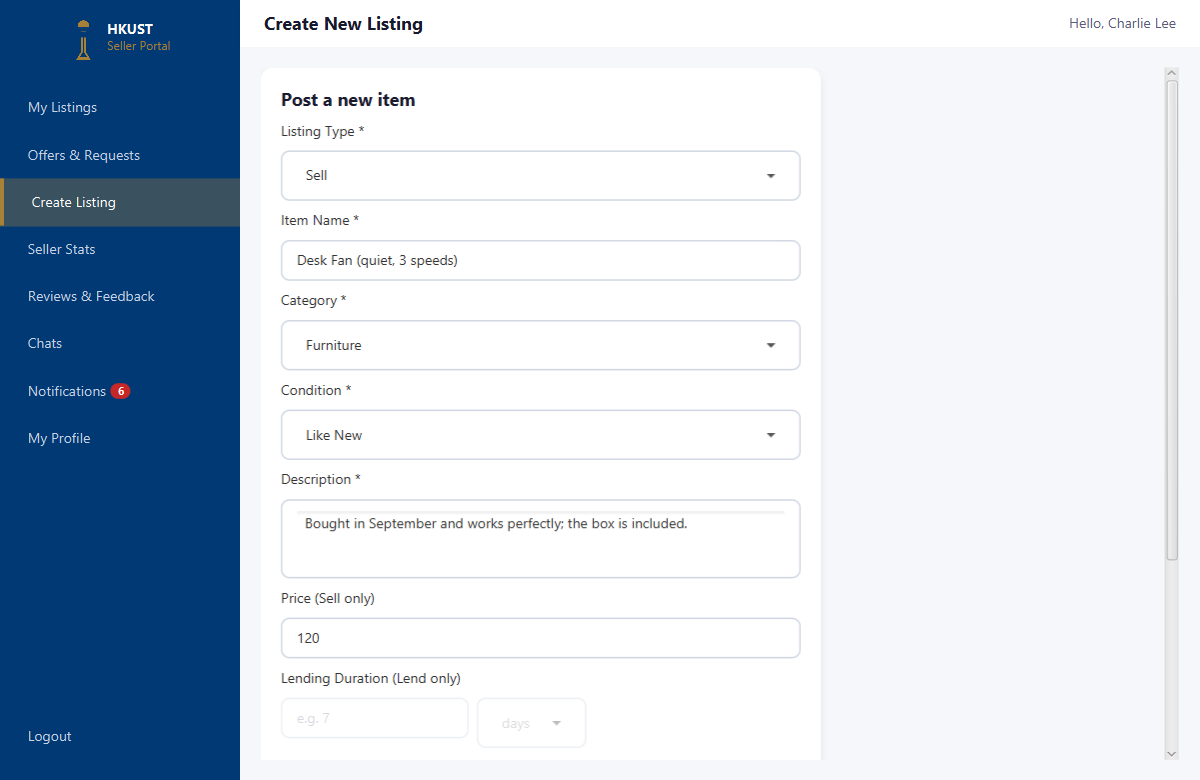 HKUST
Seller Portal
My Listings
Offers & Requests
Create Listing
Seller Stats
Reviews & Feedback
Chats
Notifications 6
My Profile
Logout
Create New Listing
Hello, Charlie Lee
Post a new item
Listing Type *
Sell
Item Name *
Desk Fan (quiet, 3 speeds)
Category *
Furniture
Condition *
Like New
Description *
Bought in September and works perfectly; the box is included.
Price (Sell only)
120
Lending Duration (Lend only)
e.g. 7
days